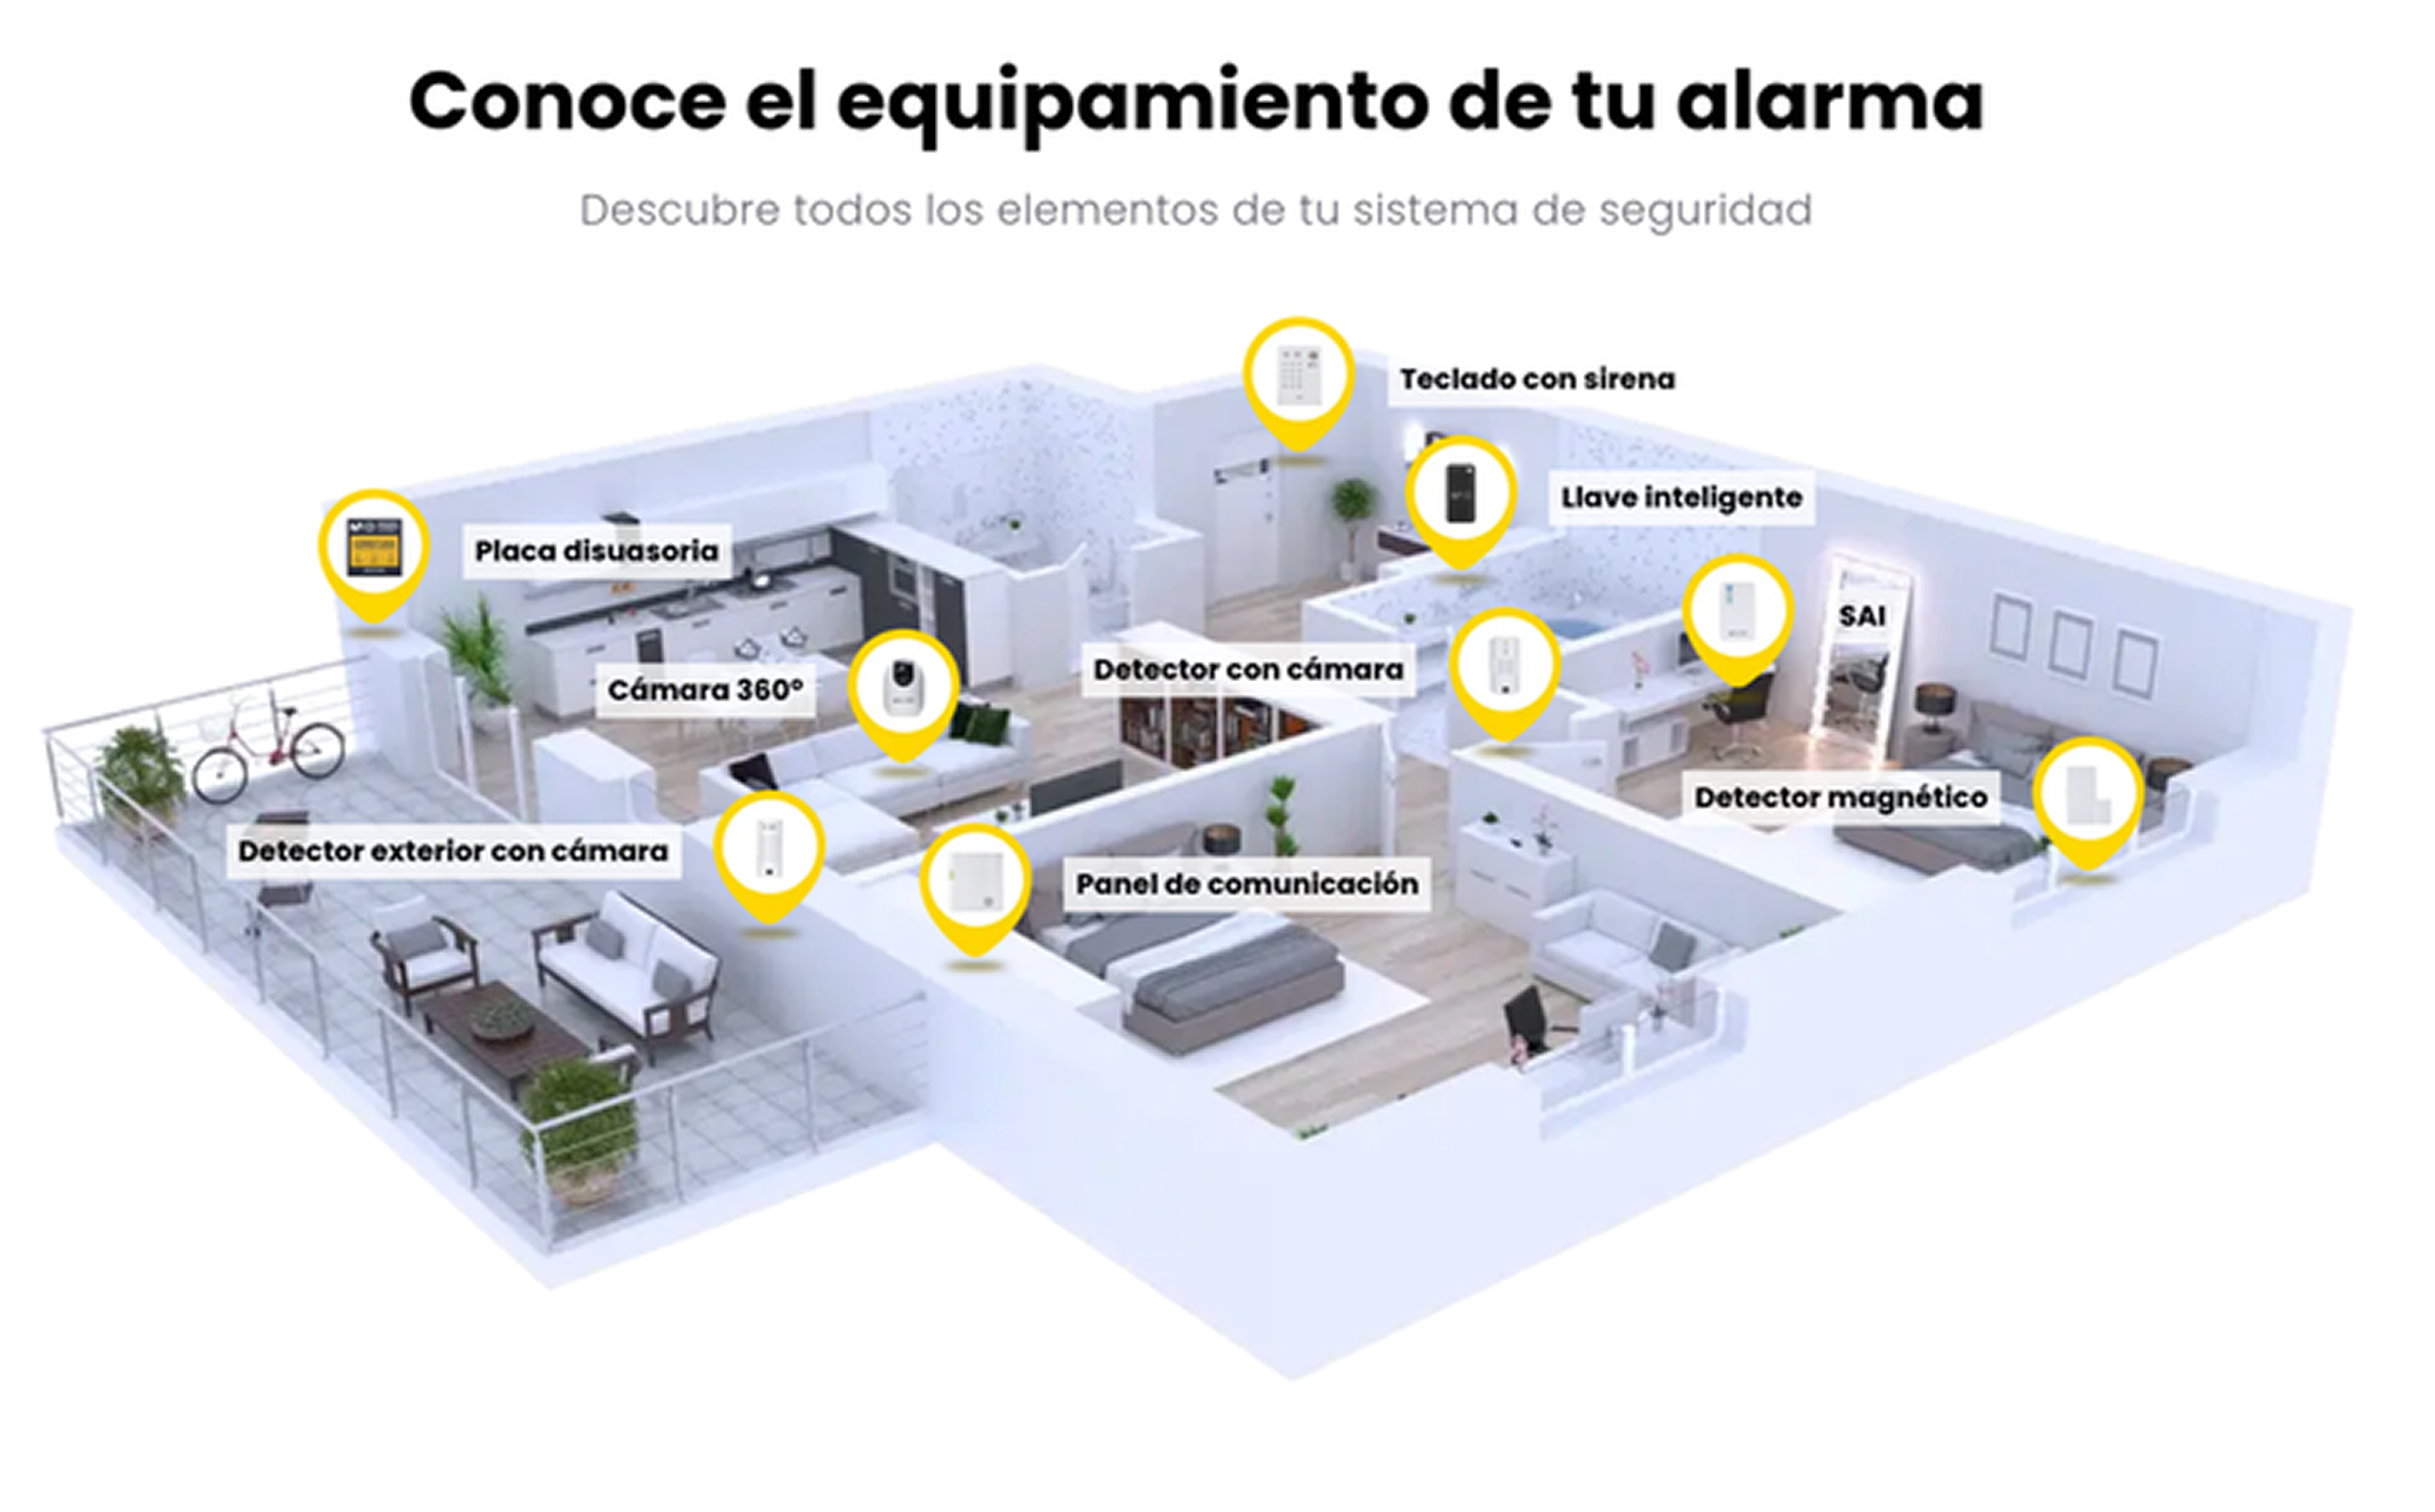 Conoce el equipamiento de tu alarma
Descubre todos los elementos de tu sistema de seguridad
Teclado con sirena
Llave inteligente
Placa disuasoria
SAI
Detector con cámara
Cámara 360º
Detector magnético
Detector exterior con cámara
Panel de comunicación